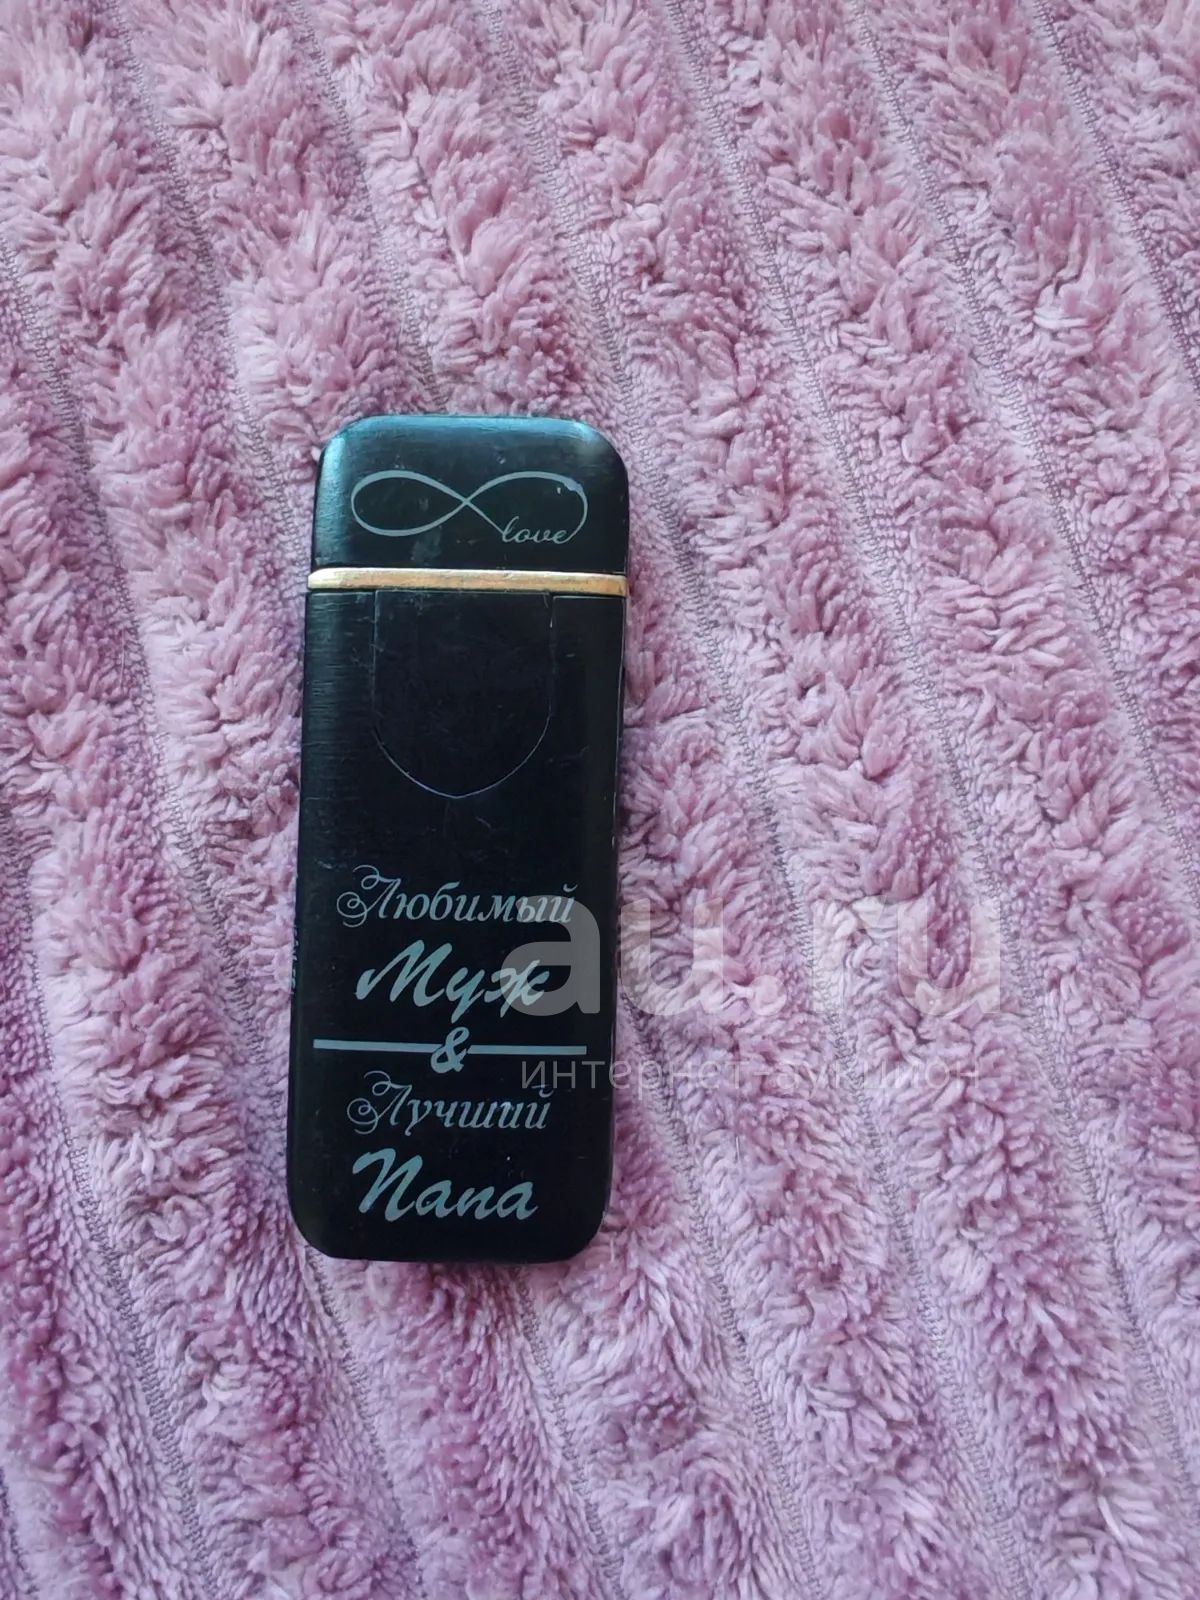 love
Любимый
Муж
&
Лучший
Папа
au.ru
интернет-аукцион